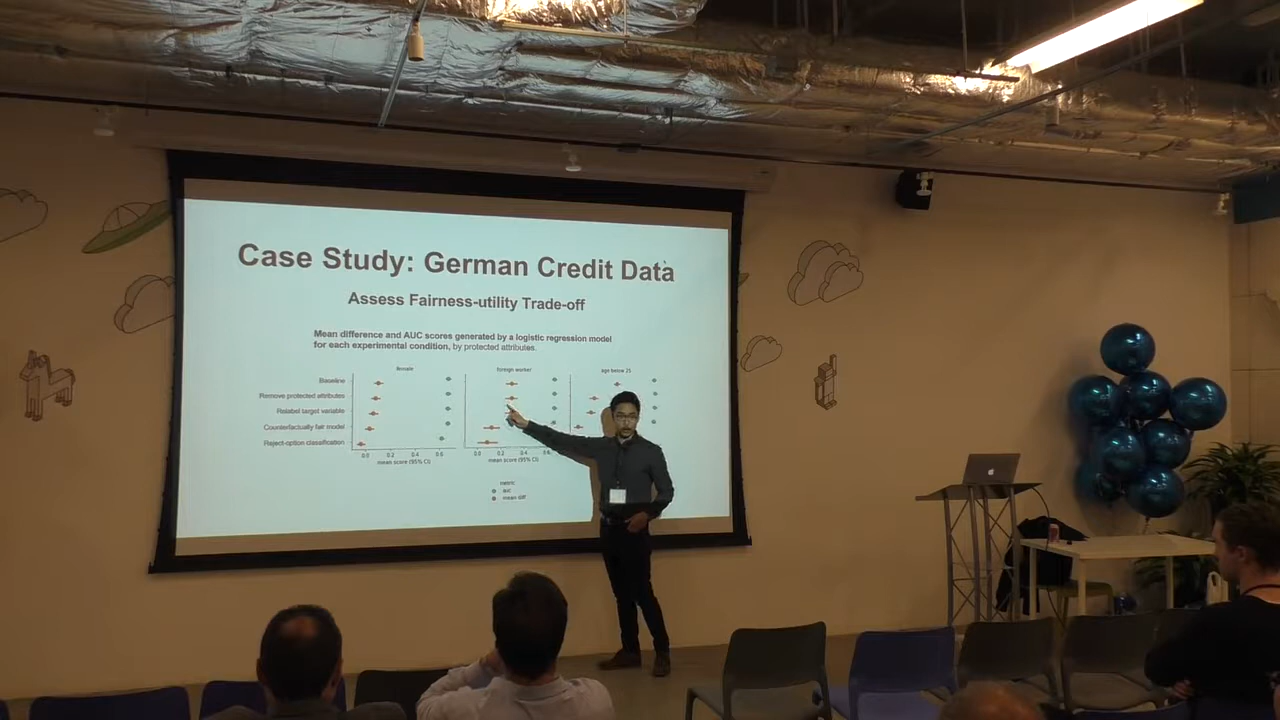 Case Study: German Credit Data
Assess Fairness-utility Trade-off
Mean difference and AUC scores generated by a logistic regression model
for each experimental condition, by protected attributes.
female
foreign worker
age below 25
Baseline
Remove protected attributes
Relabel target variable
Counterfactually fair model
Reject-option classification
0.0 0.2 0.4 0.6
0.0 0.2 0.4
mean score (95% CI)
mean score (95% CI)
metric
auc
mean diff